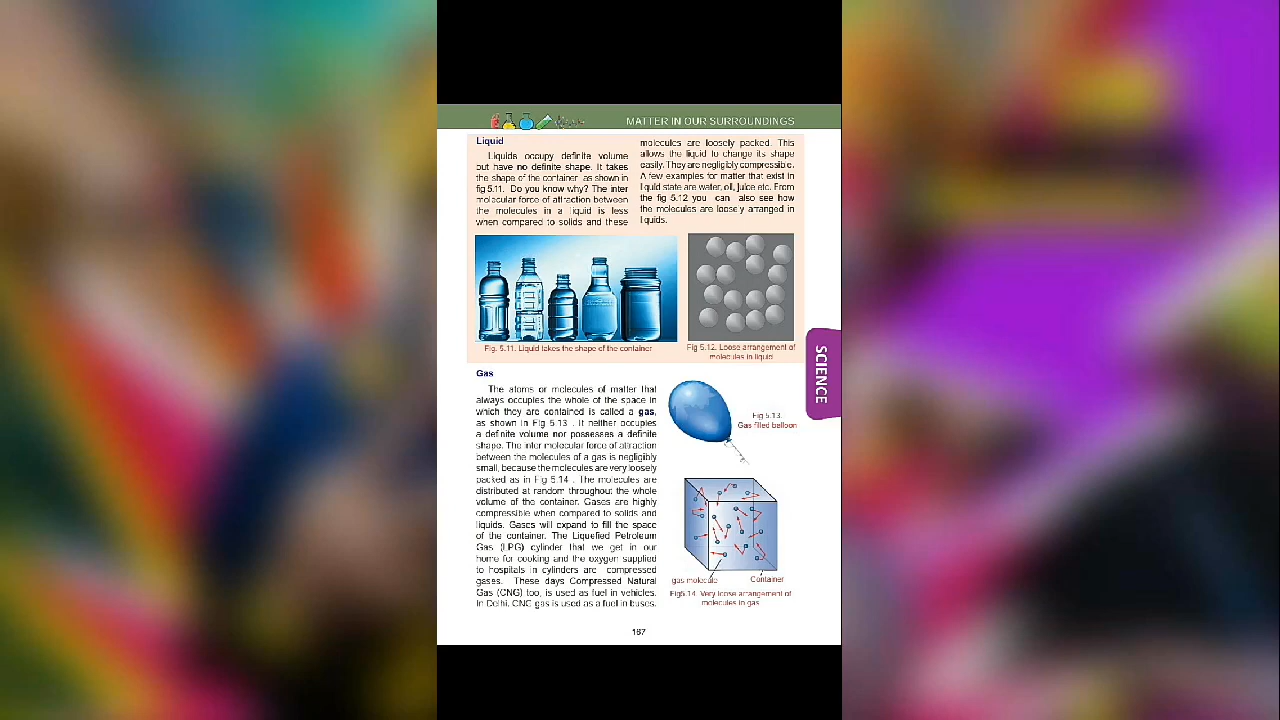 MATTER IN OUR SURROUNDINGS
Liquid
Liquids occupy definite volume
but have no definite shape. It takes
the shape of the container as shown in
fig 5.11. Do you know why? The inter
molecular force of attraction between
the molecules in a liquid is less
when compared to solids and these
molecules are loosely packed. This
allows the liquid to change its shape
easily. They are negligibly compressible.
A few examples for matter that exist in
liquid state are water, oil, juice etc. From
the fig 5.12 you can also see how
the molecules are loosely arranged in
liquids.
Fig. 5.11. Liquid takes the shape of the container
Fig 5.12. Loose arrangement of
molecules in liquid
Gas
The atoms or molecules of matter that
always occupies the whole of the space in
which they are contained is called a gas,
as shown in Fig 5.13 . It neither occupies
a definite volume nor possesses a definite
shape. The inter molecular force of attraction
between the molecules of a gas is negligibly
small, because the molecules are very loosely
packed as in Fig 5.14 . The molecules are
distributed at random throughout the whole
volume of the container. Gases are highly
compressible when compared to solids and
liquids. Gases will expand to fill the space
of the container. The Liquefied Petroleum
Gas (LPG) cylinder that we get in our
home for cooking and the oxygen supplied
to hospitals in cylinders are compressed
gases. These days Compressed Natural
Gas (CNG) too, is used as fuel in vehicles.
In Delhi, CNG gas is used as a fuel in buses.
Fig 5.13.
Gas filled belloon
gas molecule
Container
Fig5.14 Very loose arrangement of
molecules in gas
SCIENCE
167